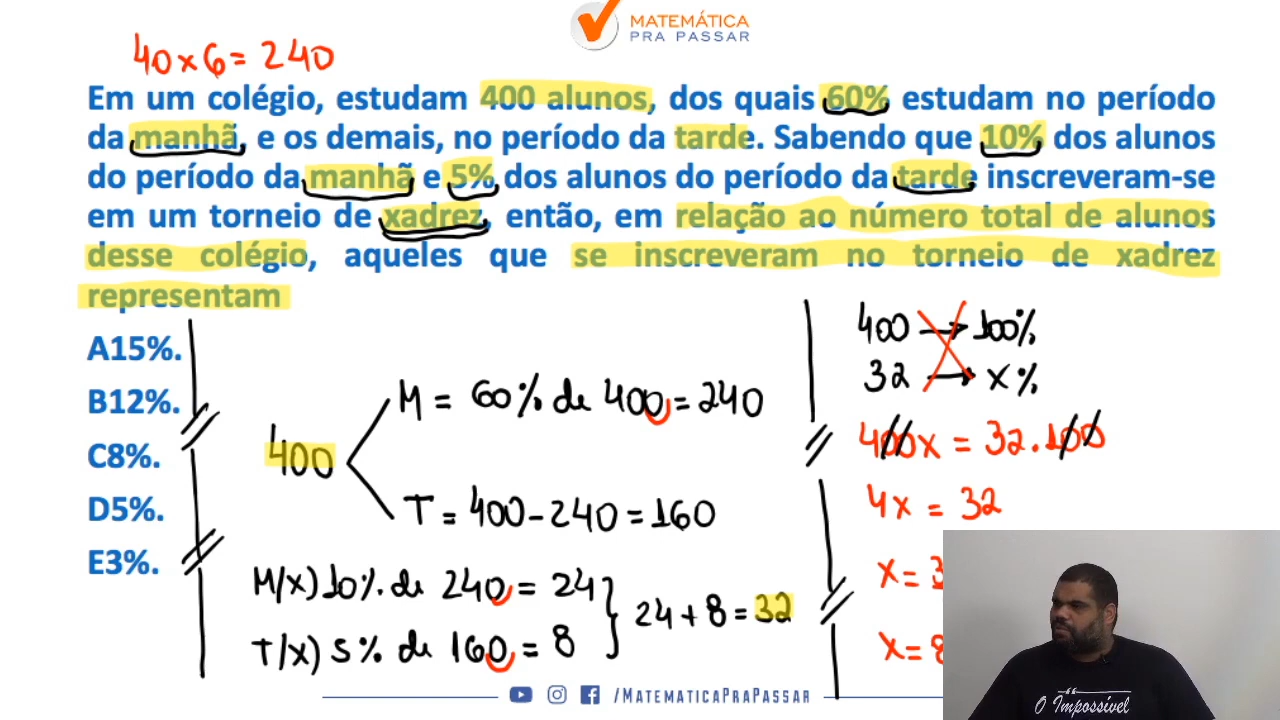 MATEMÁTICA
PRA PASSAR
40x6=240
Em um colégio, estudam 400 alunos, dos quais 60% estudam no período
da manhã, e os demais, no período da tarde. Sabendo que 10% dos alunos
do período da manhã e 5% dos alunos do período da tarde inscreveram-se
em um torneio de xadrez, então, em relação ao número total de alunos
desse colégio, aqueles que se inscreveram no torneio de xadrez
representam
A15%.
B12%.
C8%.
D5%.
E3%.
400
M = 60% de 400 = 240
T = 400-240=160
M/x) 10% de 240 = 24
T/x) 5% de 160 = 8
24+8=32
400 → 100%
32 → x%
400x = 32.100
4x = 32
x=3
x=8
/MATEMATICAPRAPASSAR
O Impossível